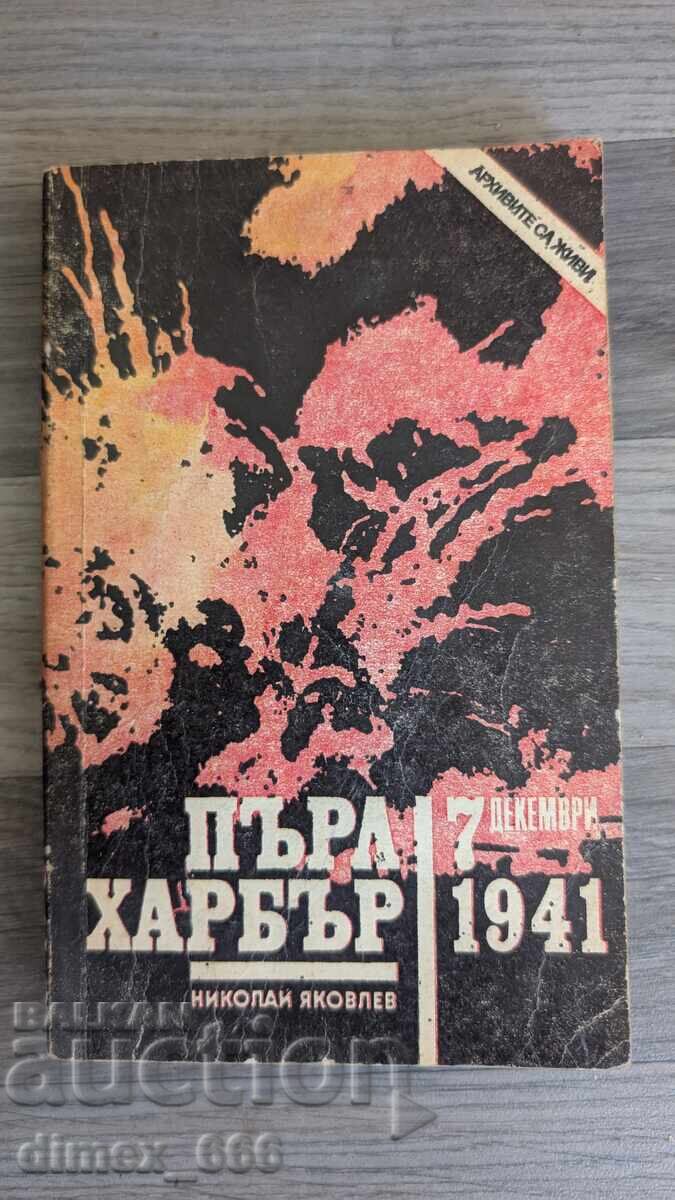 АРХИВИТЕ СА ЖИВИ
ПЪРЛ
ХАРБЪР
7 ДЕКЕМВРИ
1941
НИКОЛАЙ ЯКОВЛЕВ
BALKAN
auction
dimex_666